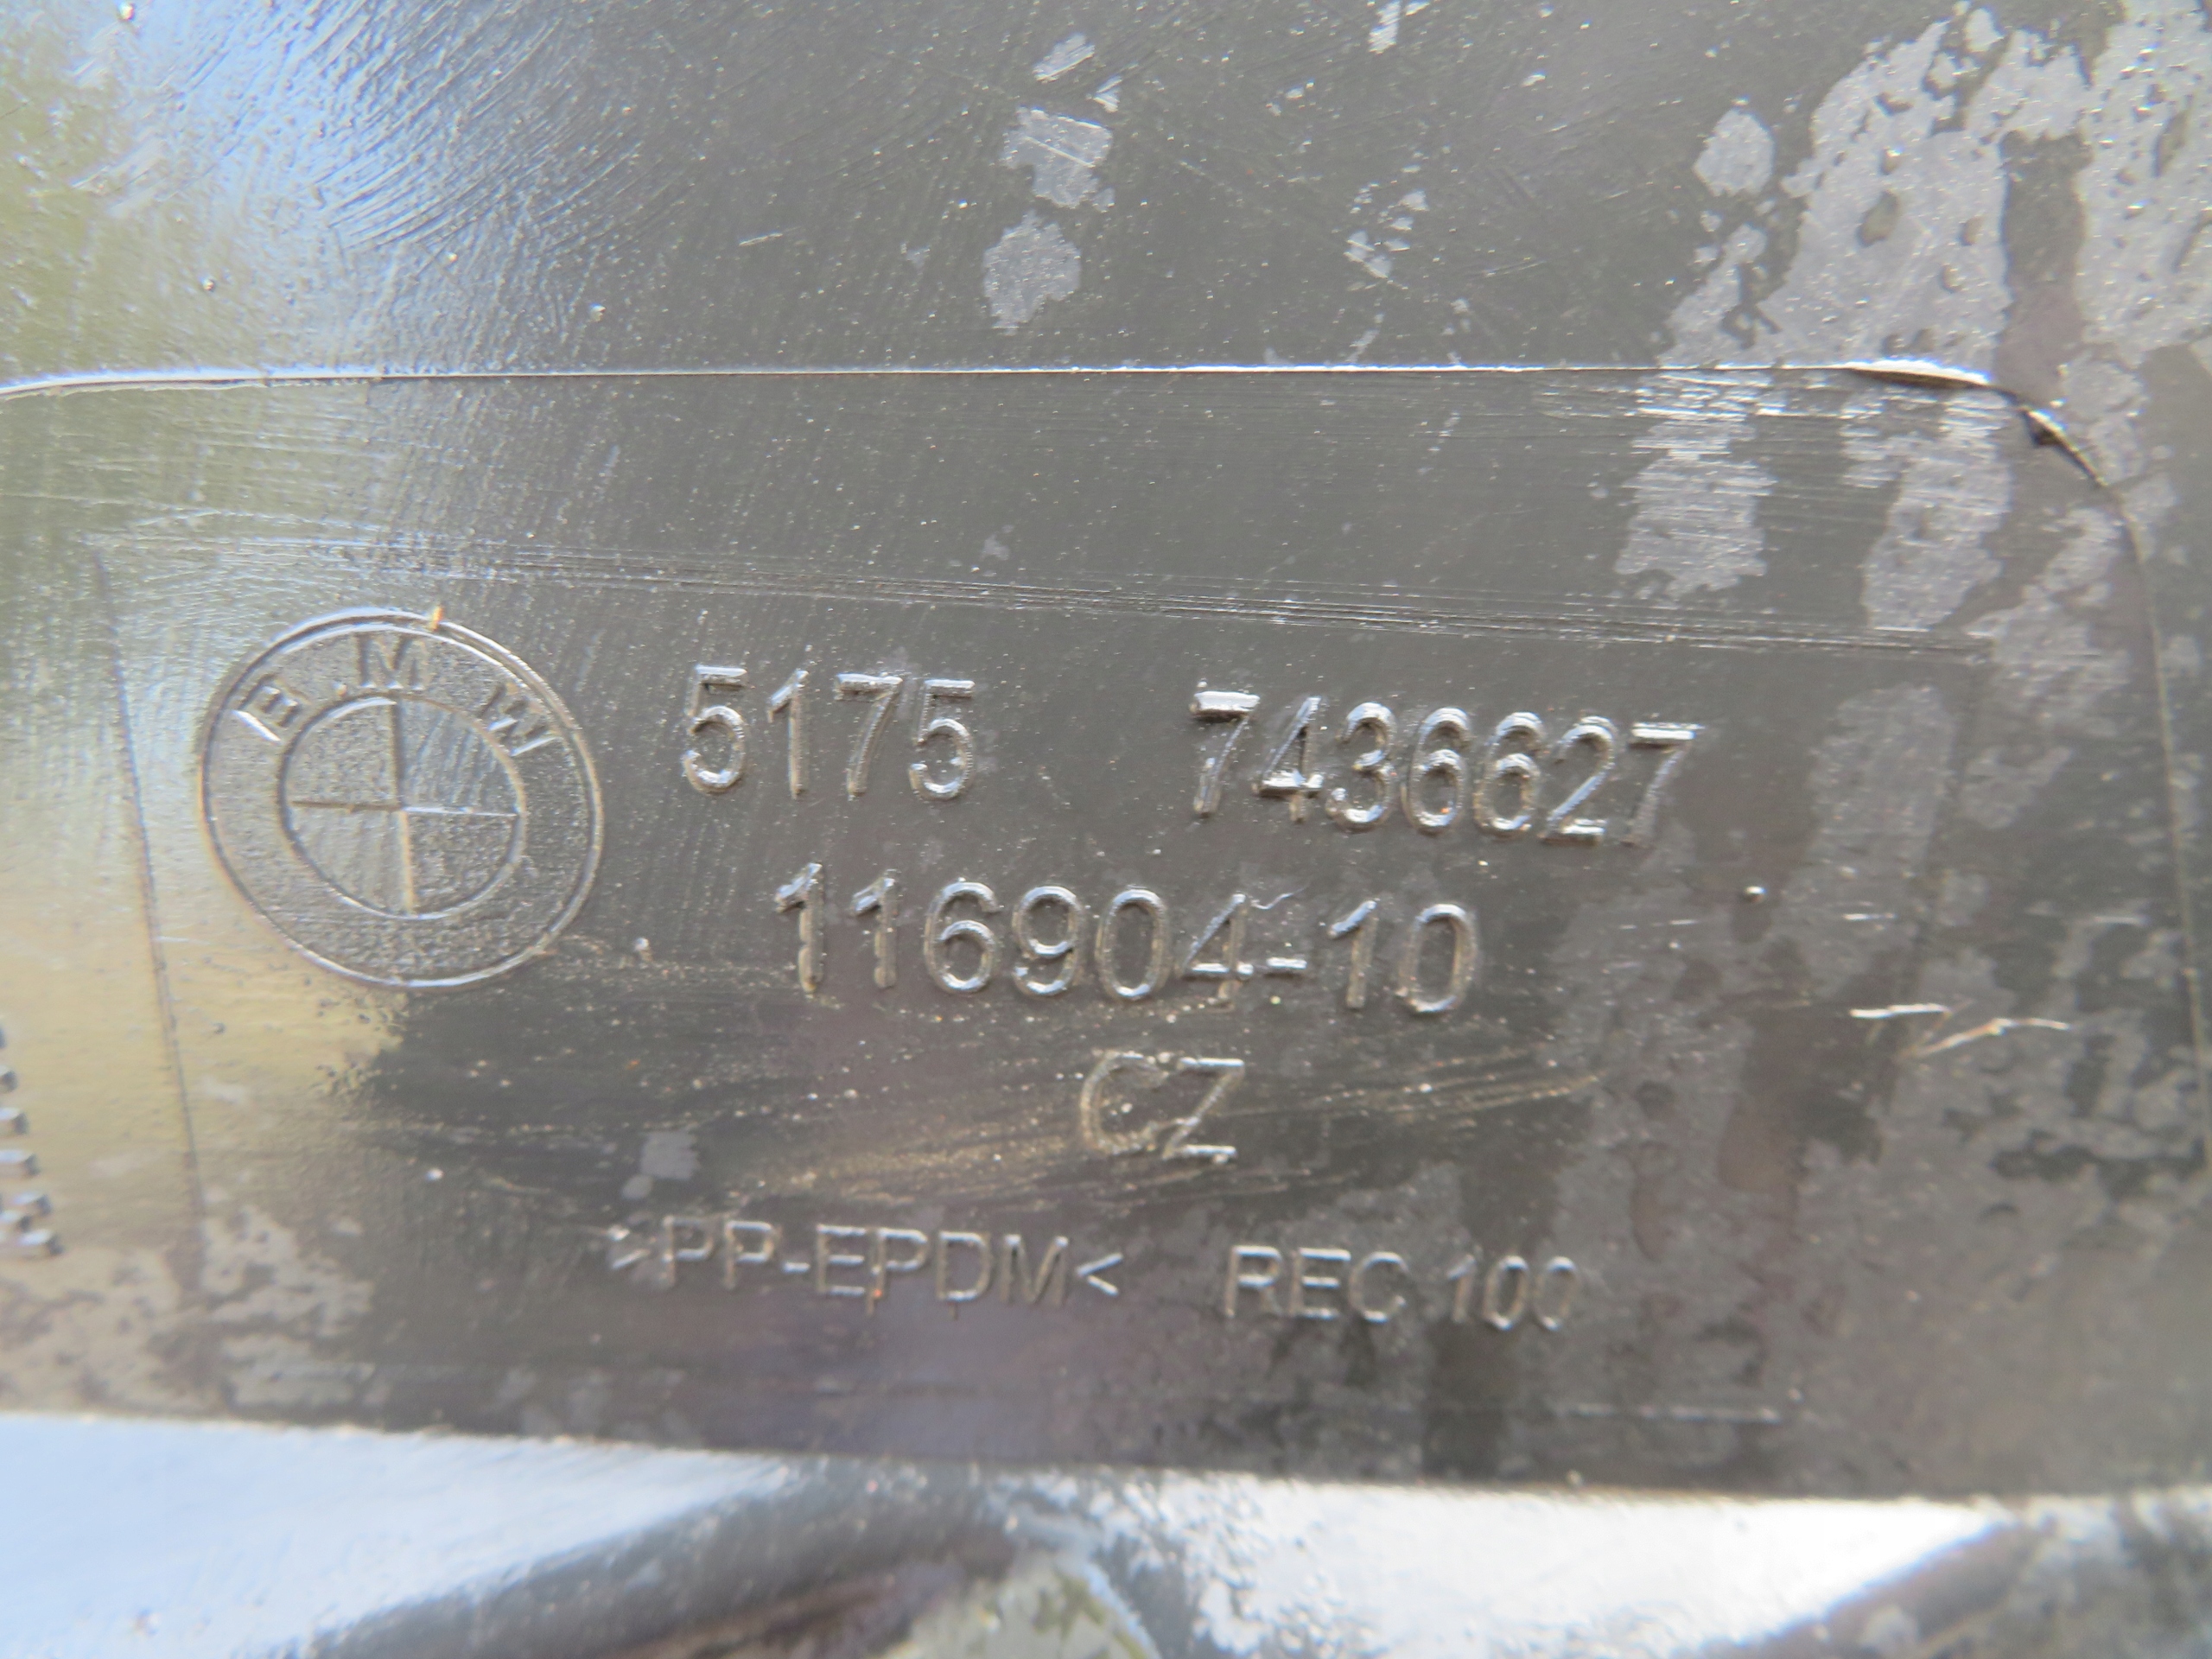 BMW
5175 7436627
116904-10
CZ
>PP-EPDM< REC 100